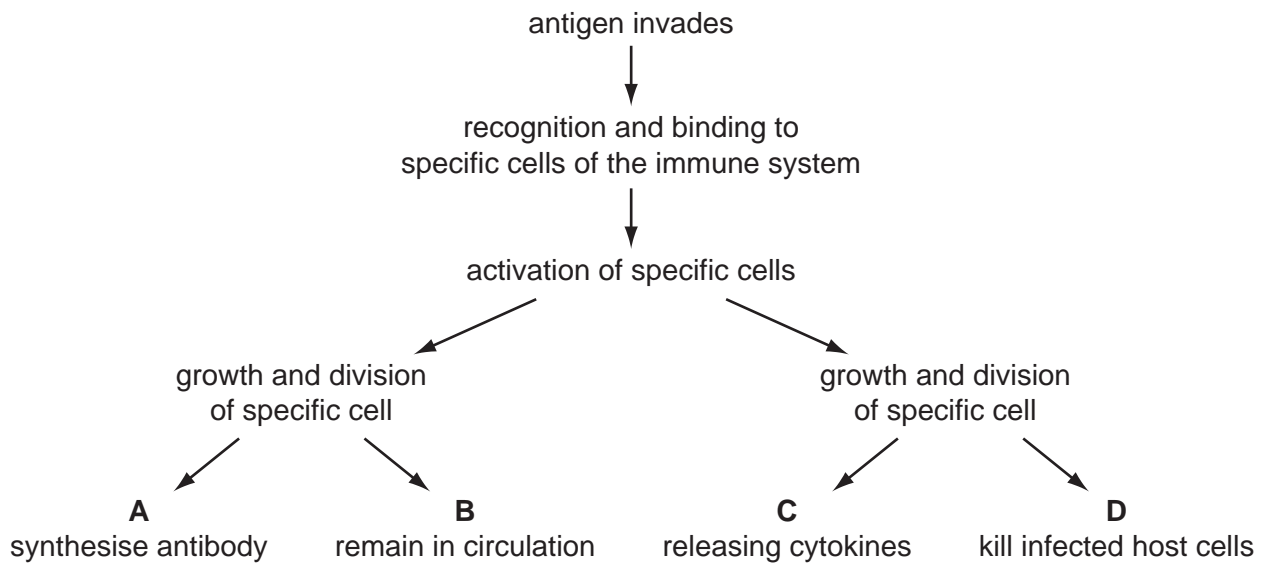 antigen invades
recognition and binding to
specific cells of the immune system
activation of specific cells
growth and division
of specific cell
growth and division
of specific cell
A
synthesise antibody
B
remain in circulation
C
releasing cytokines
D
kill infected host cells